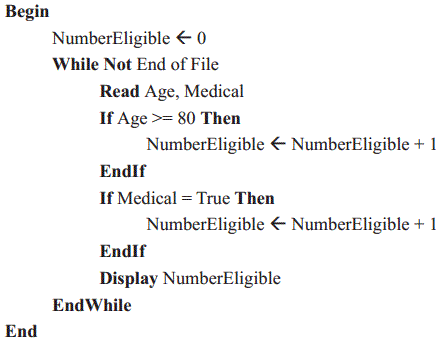 Begin
NumberEligible ← 0
While Not End of File
Read Age, Medical
If Age >= 80 Then
NumberEligible ← NumberEligible + 1
EndIf
If Medical = True Then
NumberEligible ← NumberEligible + 1
EndIf
Display NumberEligible
EndWhile
End